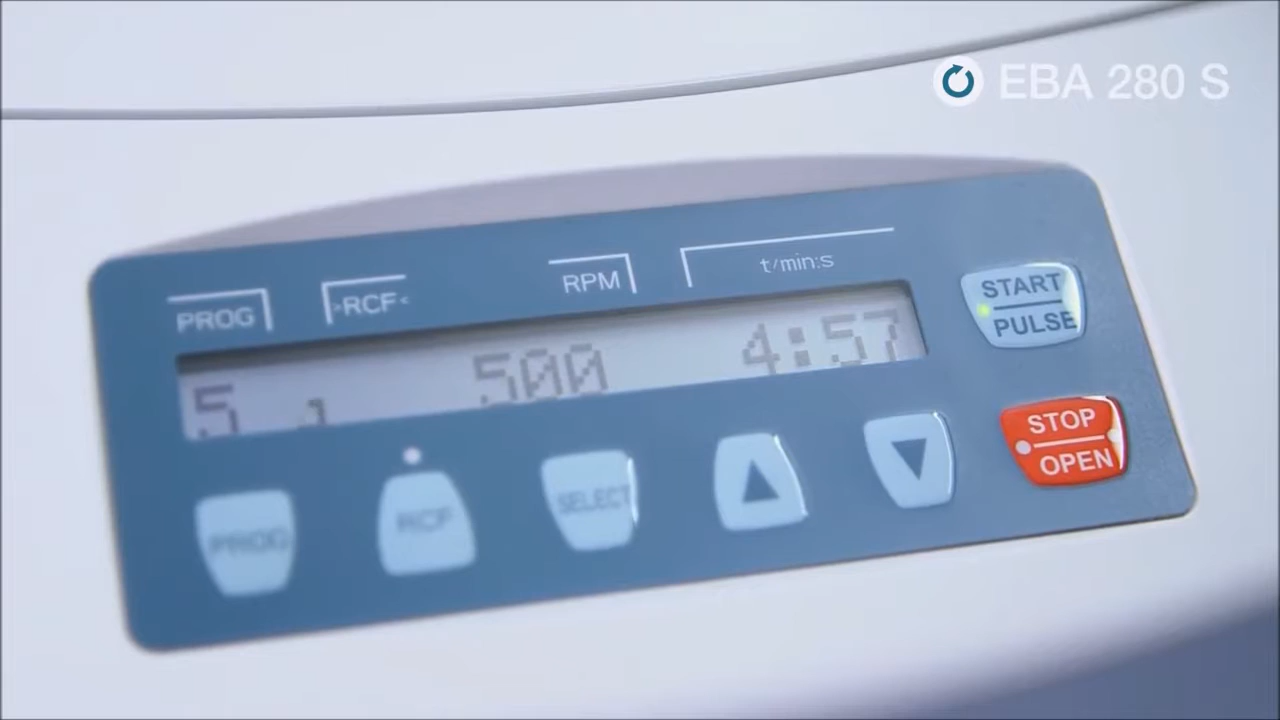 EBA 280 S
PROG
>RCF<
RPM
t/min:s
START
PULSE
5 500 4:57
STOP
OPEN
PROG
RCF
SELECT